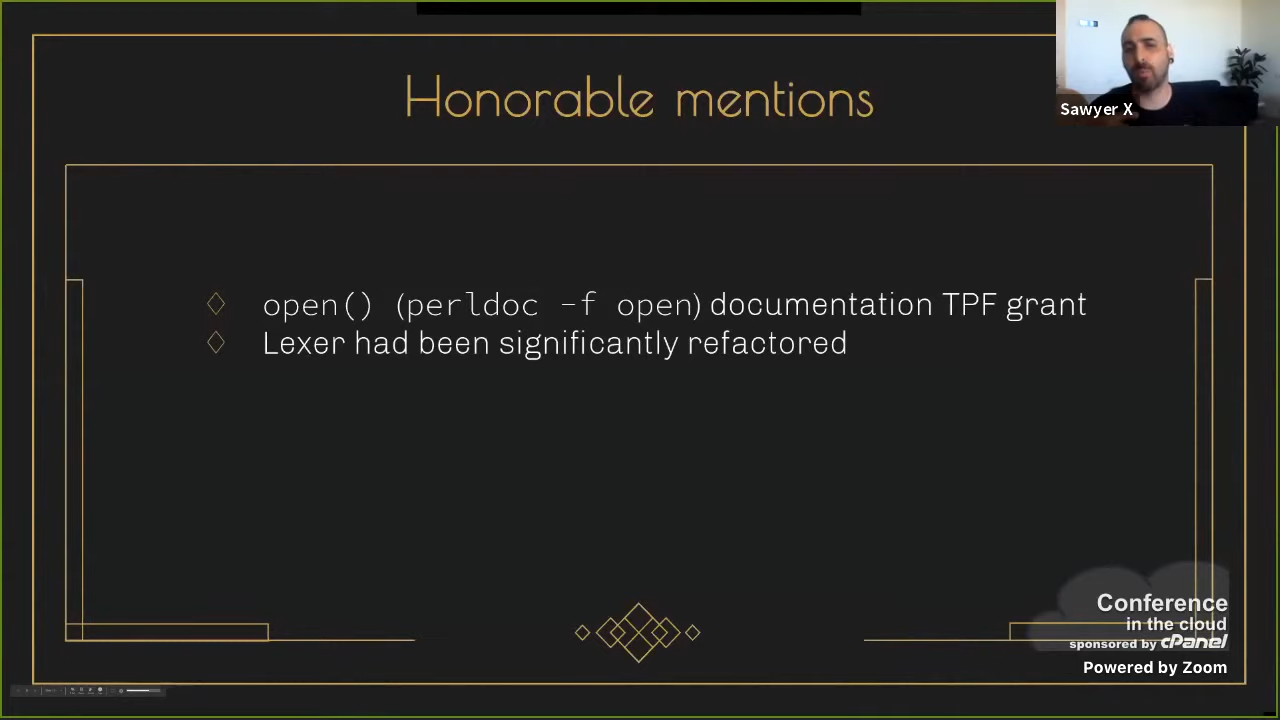 Honorable mentions
Sawyer X
open() (perldoc -f open) documentation TPF grant
Lexer had been significantly refactored
Conference
in the cloud
sponsored by cPanel
Powered by Zoom